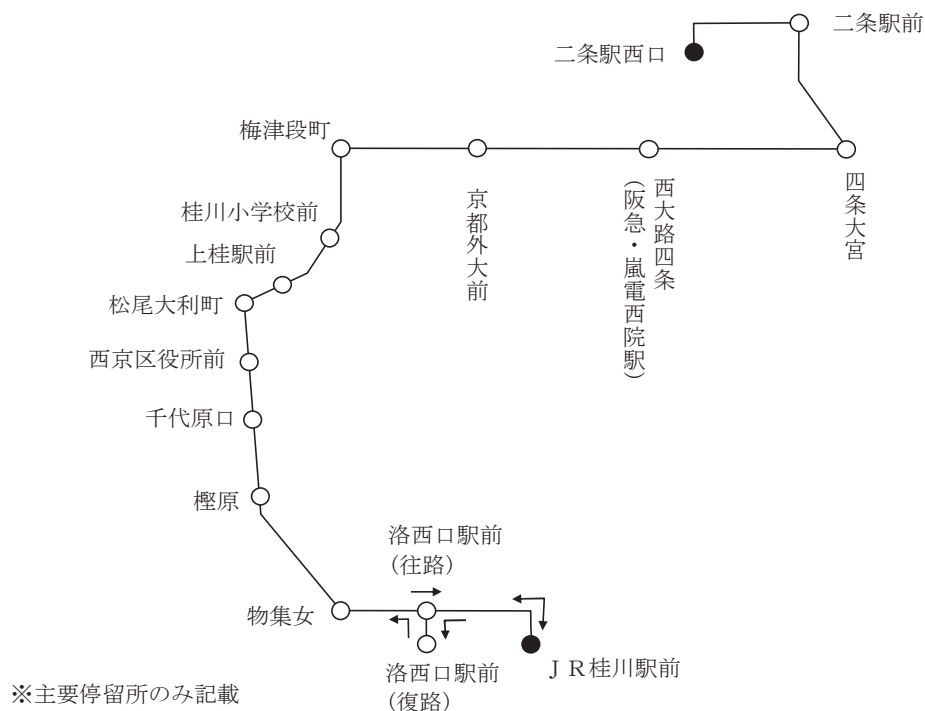 二条駅前
二条駅西口
梅津段町
京都外大前
西大路四条
（阪急・嵐電西院駅）
四条大宮
桂川小学校前
上桂駅前
松尾大利町
西京区役所前
千代原口
樫原
洛西口駅前
（往路）
物集女
洛西口駅前
（復路）
ＪＲ桂川駅前
※主要停留所のみ記載